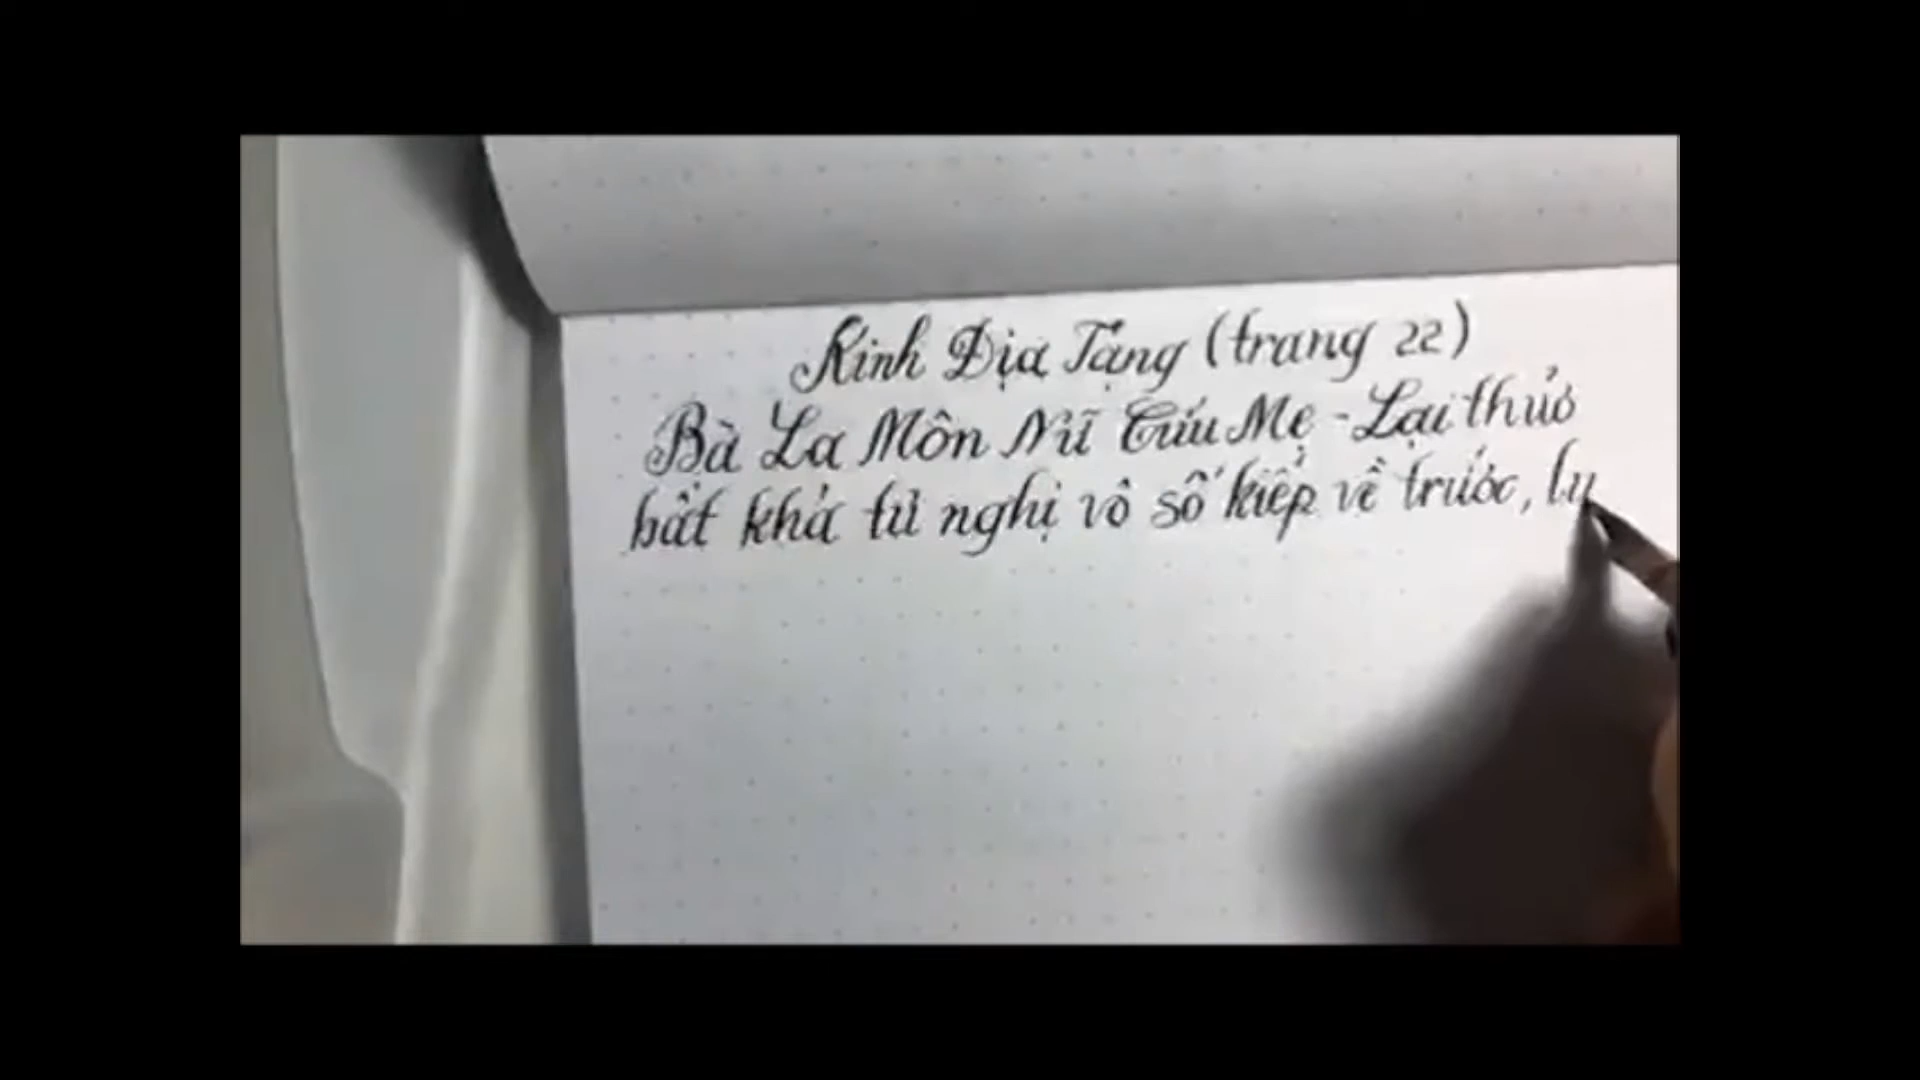 Kinh Địa Tạng (trang 22)
Bà La Môn Nữ Cứu Mẹ - Lại thuở
bất khả tư nghị vô số kiếp về trước, lu